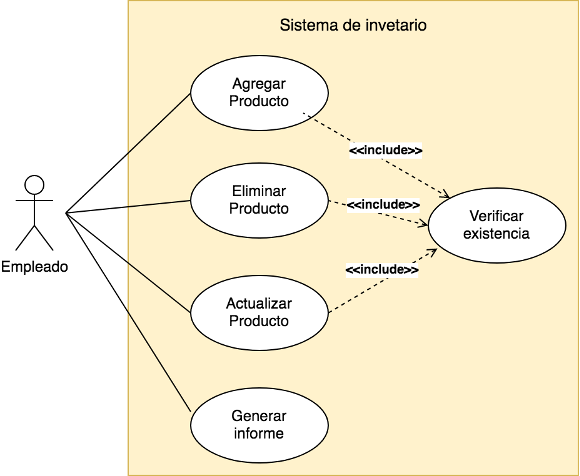 Sistema de invetario
Agregar
Producto
<<include>>
Eliminar
Producto
<<include>>
Verificar
existencia
Empleado
<<include>>
Actualizar
Producto
Generar
informe